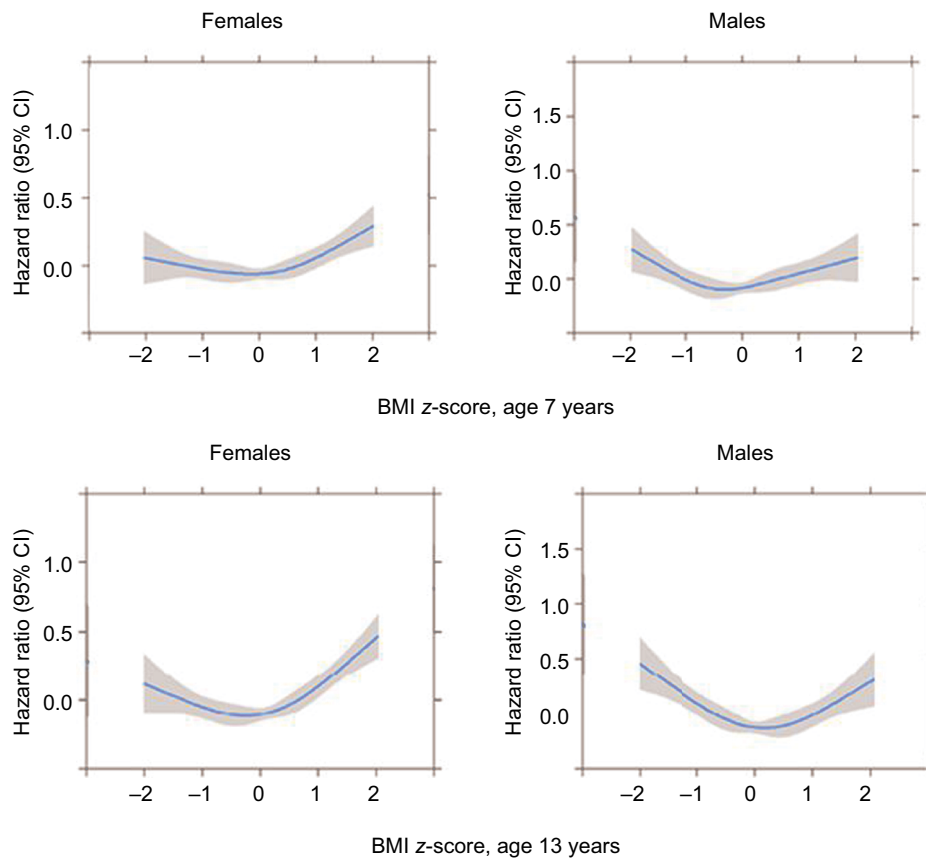 Females
Males
Hazard ratio (95% CI)
1.0
0.5
0.0
–2 –1 0 1 2
Hazard ratio (95% CI)
1.5
1.0
0.5
0.0
–2 –1 0 1 2
BMI z-score, age 7 years
Females
Males
Hazard ratio (95% CI)
1.0
0.5
0.0
–2 –1 0 1 2
Hazard ratio (95% CI)
1.5
1.0
0.5
0.0
–2 –1 0 1 2
BMI z-score, age 13 years